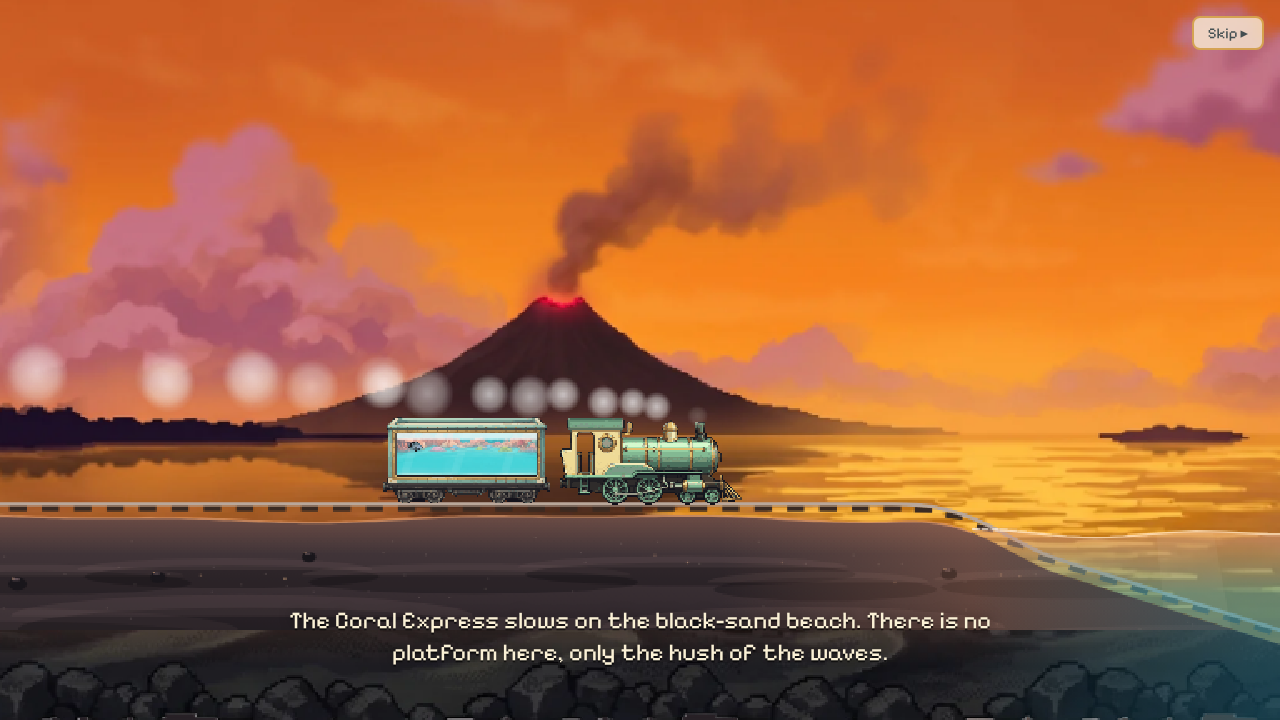 Skip ▸
The Coral Express slows on the black-sand beach. There is no
platform here, only the hush of the waves.